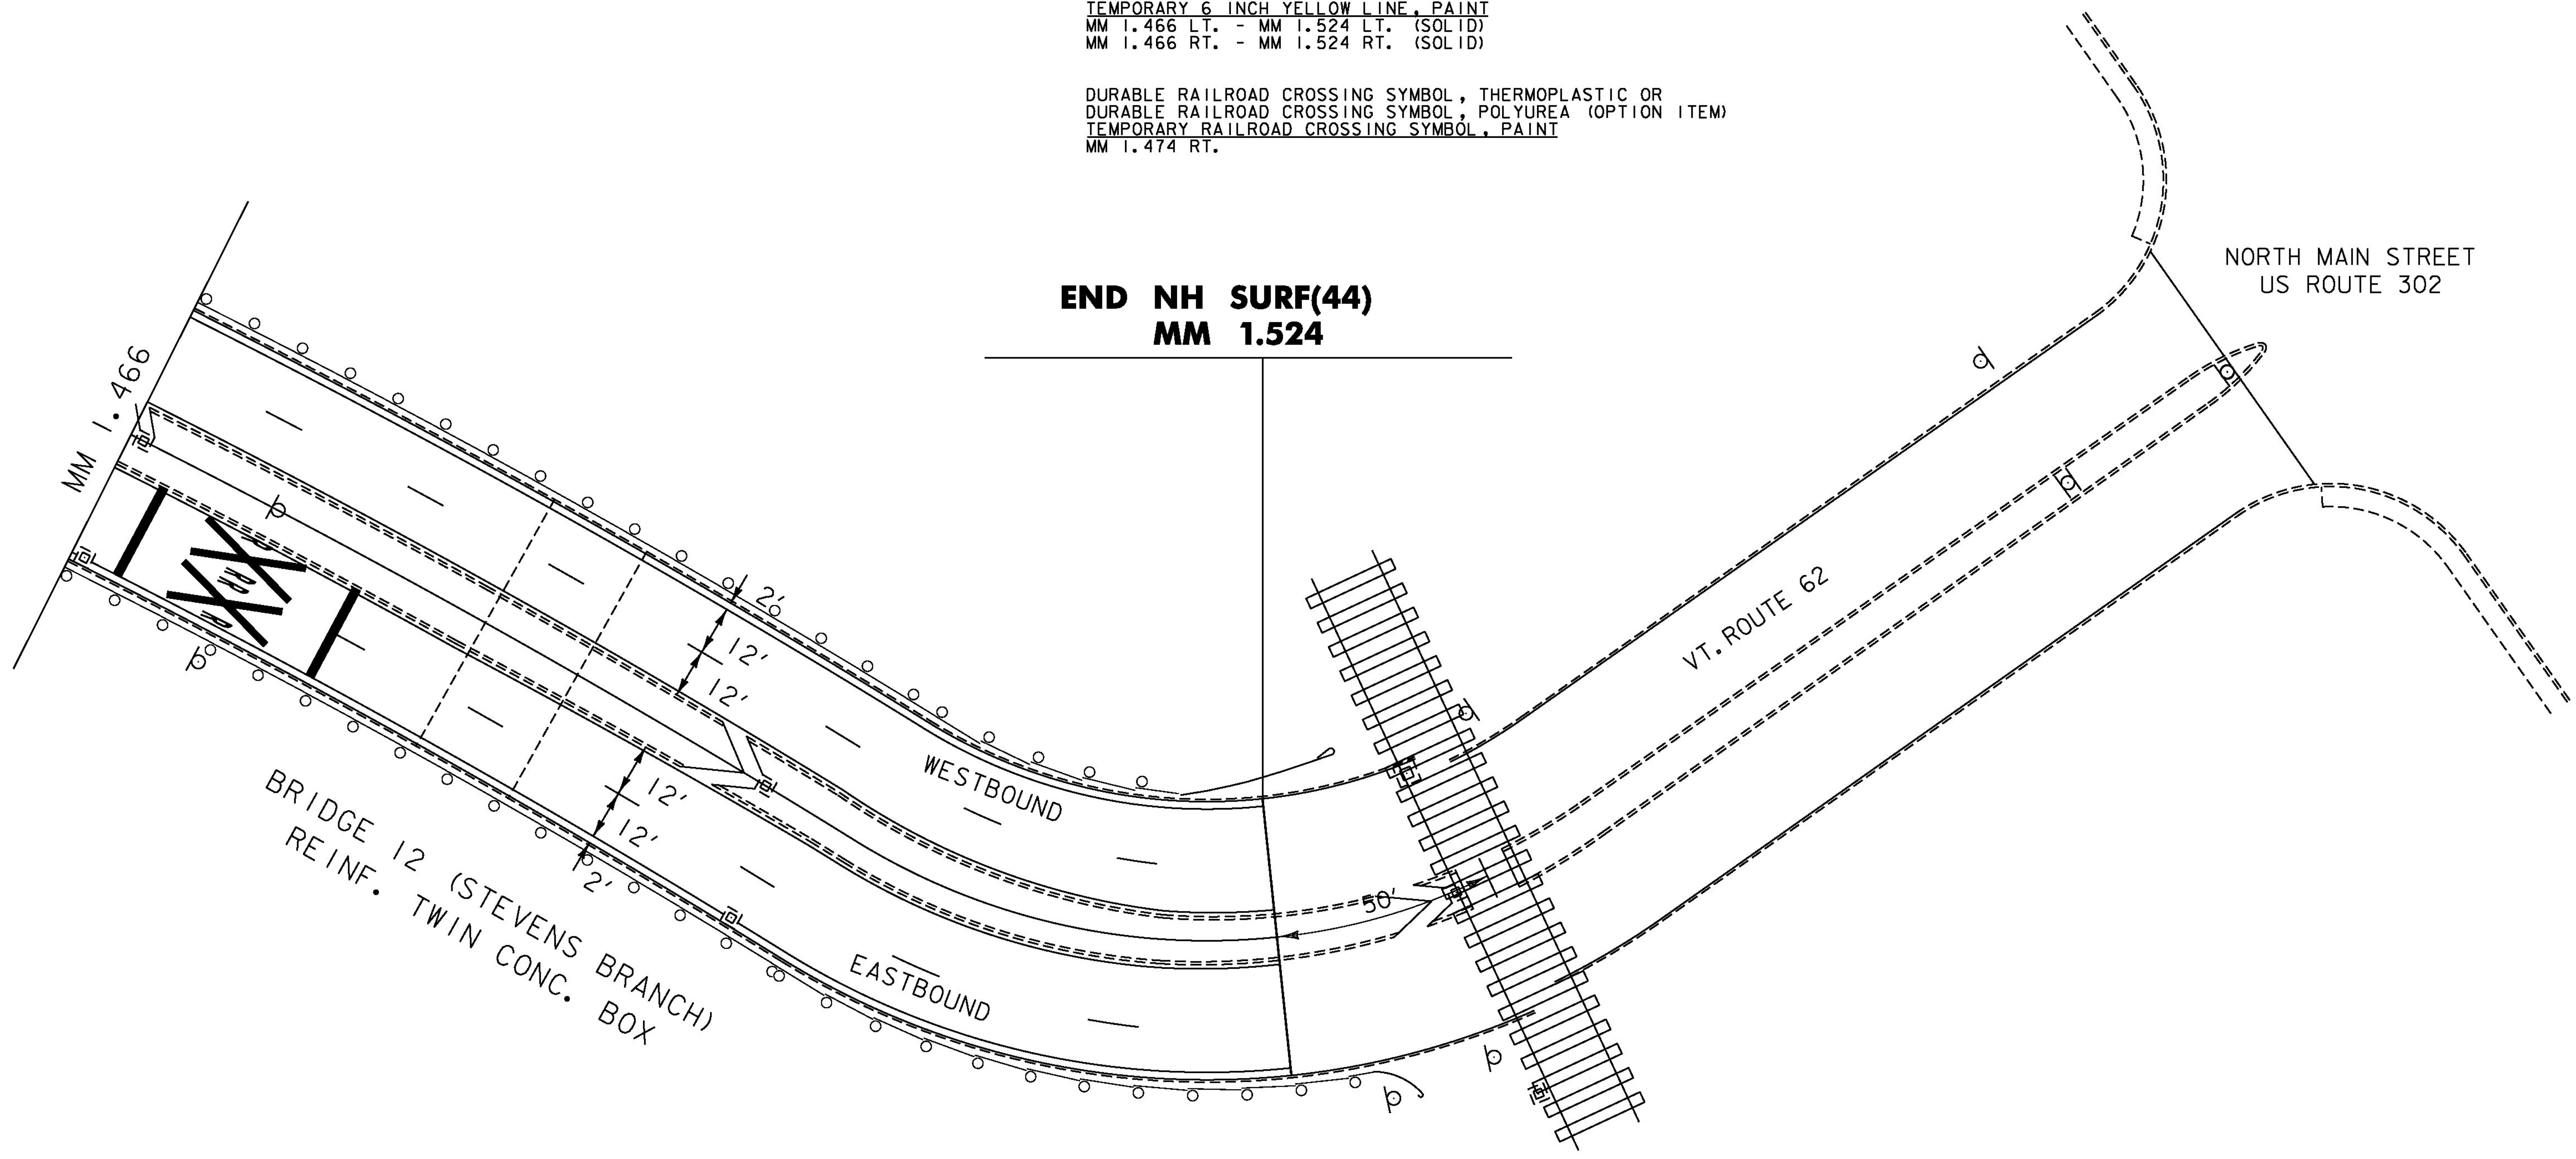 TEMPORARY 6 INCH YELLOW LINE, PAINT
MM 1.466 LT. - MM 1.524 LT. (SOLID)
MM 1.466 RT. - MM 1.524 RT. (SOLID)
DURABLE RAILROAD CROSSING SYMBOL, THERMOPLASTIC OR
DURABLE RAILROAD CROSSING SYMBOL, POLYUREA (OPTION ITEM)
TEMPORARY RAILROAD CROSSING SYMBOL, PAINT
MM 1.474 RT.
END NH SURF(44)
MM 1.524
NORTH MAIN STREET
US ROUTE 302
MM 1.466
VT. ROUTE 62
R
RR
R
2'
12'
12'
12'
12'
2'
WESTBOUND
EASTBOUND
50'
BRIDGE 12 (STEVENS BRANCH)
REINF. TWIN CONC. BOX